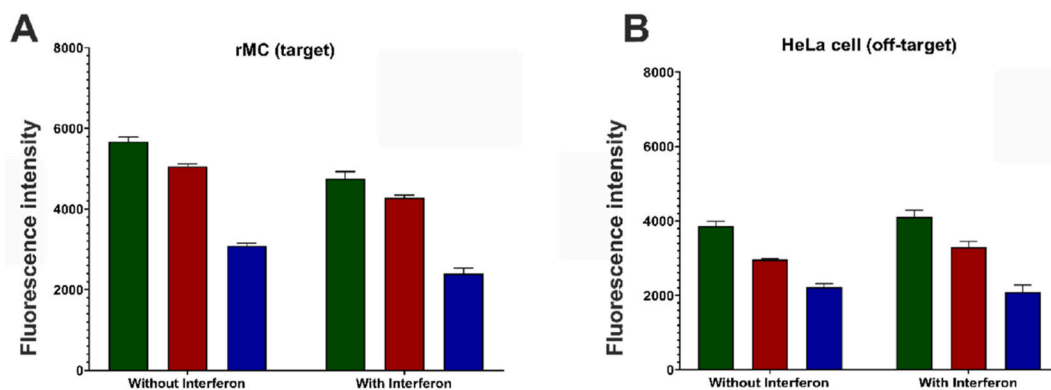 A
rMC (target)
Fluorescence intensity
8000
6000
4000
2000
0
Without Interferon
With Interferon
B
HeLa cell (off-target)
Fluorescence intensity
8000
6000
4000
2000
0
Without Interferon
With Interferon